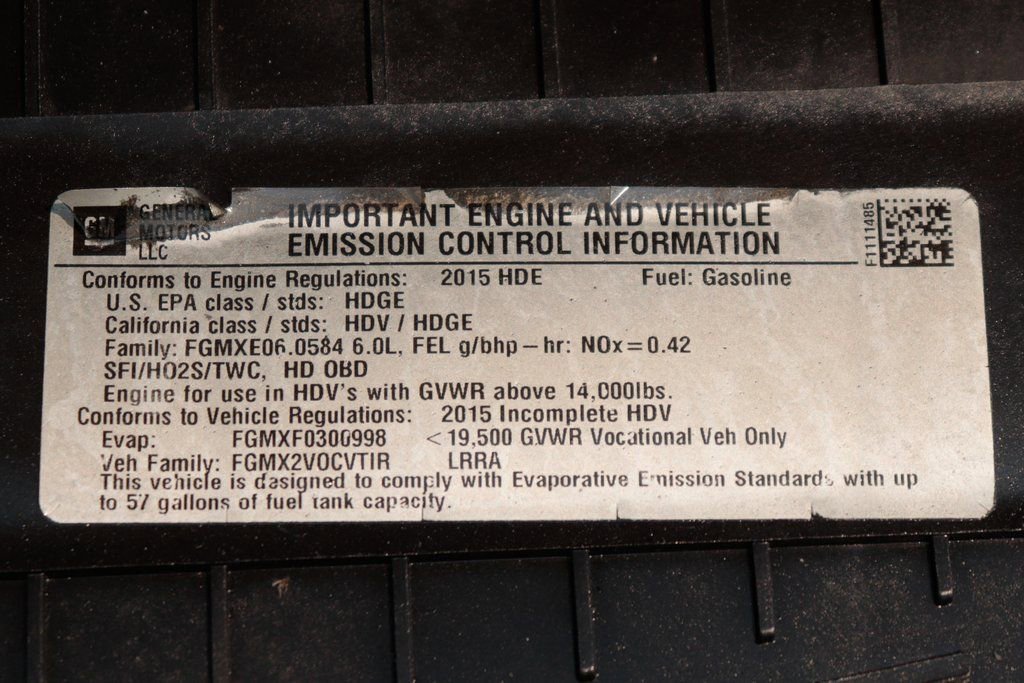 GM GENERAL
MOTORS
LLC
IMPORTANT ENGINE AND VEHICLE
EMISSION CONTROL INFORMATION
F1111485
Conforms to Engine Regulations: 2015 HDE Fuel: Gasoline
U.S. EPA class / stds: HDGE
California class / stds: HDV / HDGE
Family: FGMXE06.0584 6.0L, FEL g/bhp-hr: NOx=0.42
SFI/HO2S/TWC, HD OBD
Engine for use in HDV's with GVWR above 14,000lbs.
Conforms to Vehicle Regulations: 2015 Incomplete HDV
Evap: FGMXF0300998 <19,500 GVWR Vocational Veh Only
Veh Family: FGMX2VOCVTIR LRRA
This vehicle is designed to comply with Evaporative Emission Standards with up
to 57 gallons of fuel tank capacity.